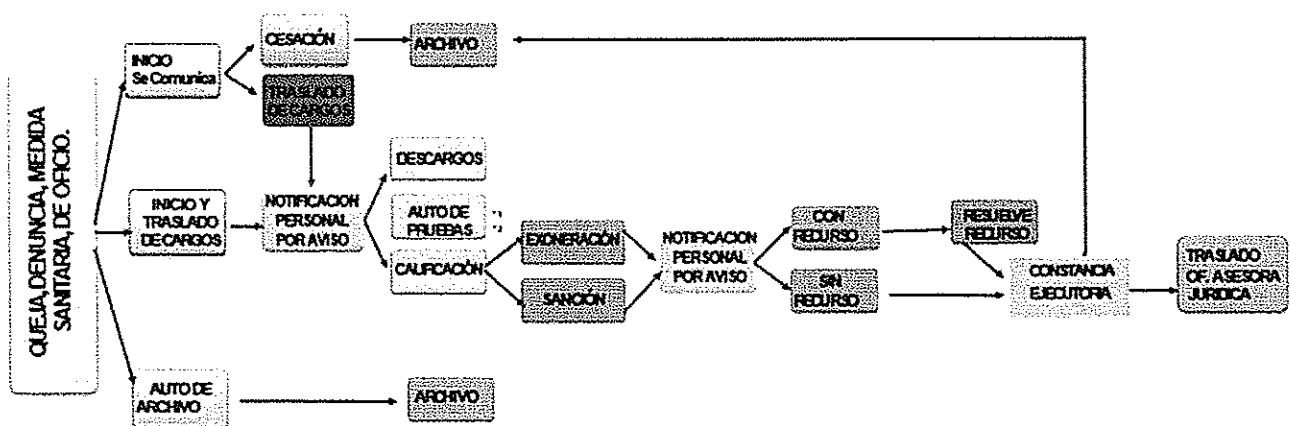 QUEJA, DENUNCIA, MEDIDA
SANITARIA, DE OFICIO.
INICIO
Se Comunica
CESACIÓN
ARCHIVO
TRASLADO
DE CARGOS
INICIO Y
TRASLADO
DE CARGOS
NOTIFICACION
PERSONAL
POR AVISO
DESCARGOS
AUTO DE
PRUEBAS
CALIFICACIÓN
EXONERACIÓN
SANCIÓN
NOTIFICACION
PERSONAL
POR AVISO
CON
RECURSO
SIN
RECURSO
RESUELVE
RECURSO
CONSTANCIA
EJECUTORIA
TRASLADO
OF. ASESORA
JURIDICA
AUTO DE
ARCHIVO
ARCHIVO